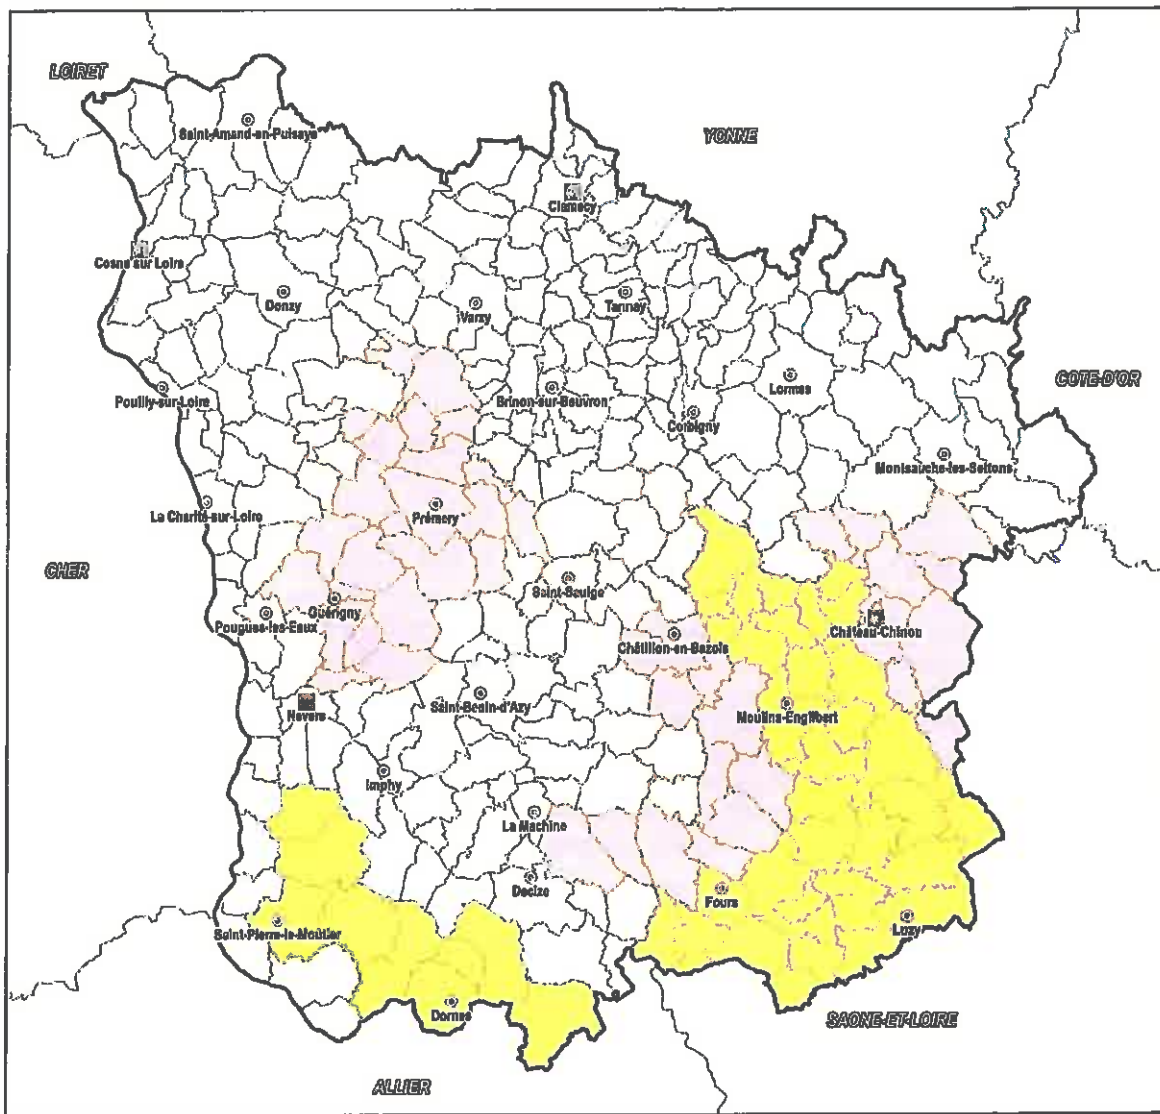 LOIRET
Saint-Amand-en-Puisaye
YONNE
Clamecy
Cosne sur Loire
Donzy
Varzy
Tannay
Lormes
COTE-D'OR
Pouilly-sur-Loire
Brinon-sur-Beuvron
Corbigny
Montsauche-les-Settons
La Charité-sur-Loire
Prémery
CHER
Saint-Saulge
Guérigny
Pougues-les-Eaux
Château-Chinon
Châtillon-en-Bazois
Nevers
Saint-Benin-d'Azy
Moulins-Engilbert
Imphy
La Machine
Decize
Fours
Saint-Pierre-le-Moûtier
Luzy
Dornes
SAONE-ET-LOIRE
ALLIER